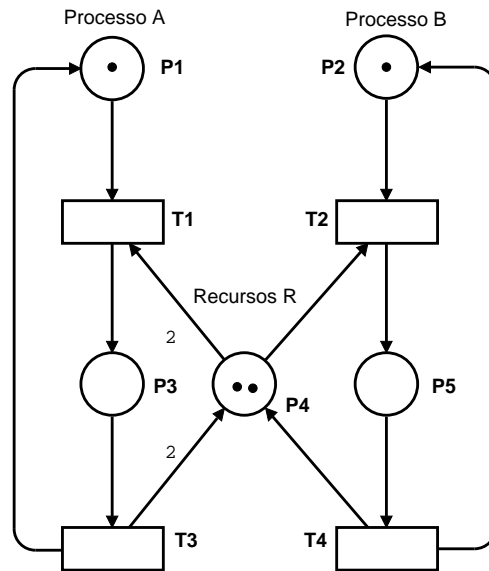 Processo A
Processo B
P1
P2
T1
T2
Recursos R
2
P3
P4
P5
2
T3
T4